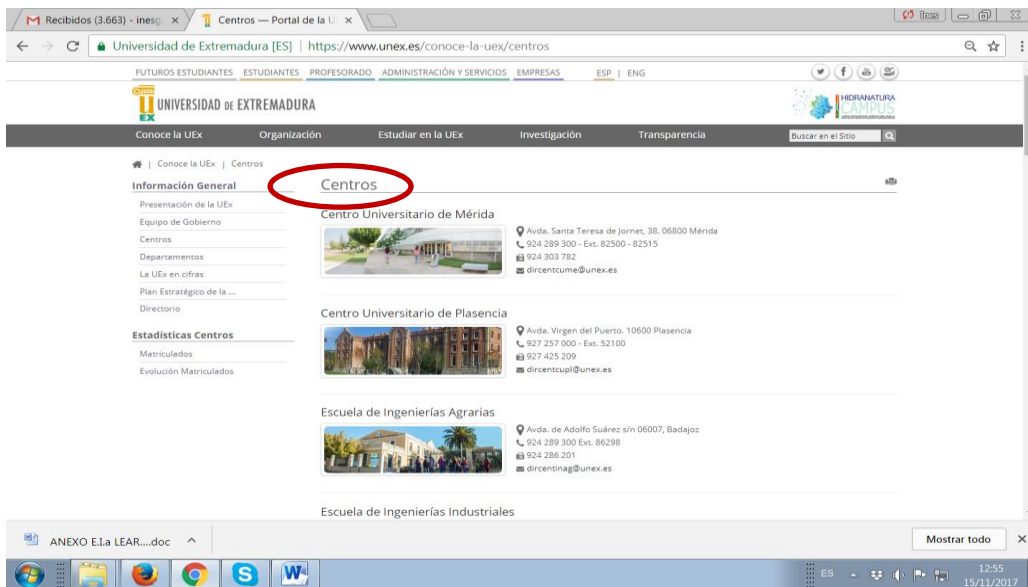 Recibidos (3.663) - inesg
Centros — Portal de la U
Ines
Universidad de Extremadura [ES] | https://www.unex.es/conoce-la-uex/centros
FUTUROS ESTUDIANTES ESTUDIANTES PROFESORADO ADMINISTRACIÓN Y SERVICIOS EMPRESAS ESP | ENG
UEX UNIVERSIDAD DE EXTREMADURA
HIDRANATURA
CAMPUS
Conoce la UEx Organización Estudiar en la UEx Investigación Transparencia Buscar en el Sitio
| Conoce la UEx | Centros
Información General
Presentación de la UEx
Equipo de Gobierno
Centros
Departamentos
La UEx en cifras
Plan Estratégico de la ...
Directorio
Estadísticas Centros
Matriculados
Evolución Matriculados
Centros
Centro Universitario de Mérida
Avda. Santa Teresa de Jornet, 38. 06800 Mérida
924 289 300 - Ext. 82500 - 82515
924 303 782
dircentcume@unex.es
Centro Universitario de Plasencia
Avda. Virgen del Puerto. 10600 Plasencia
927 257 000 - Ext. 52100
927 425 209
dircentcupl@unex.es
Escuela de Ingenierías Agrarias
Avda. de Adolfo Suárez s/n 06007, Badajoz
924 289 300 Ext. 86298
924 286 201
dircentinag@unex.es
Escuela de Ingenierías Industriales
ANEXO E.I.a LEAR....doc
Mostrar todo
ES
12:55
15/11/2017